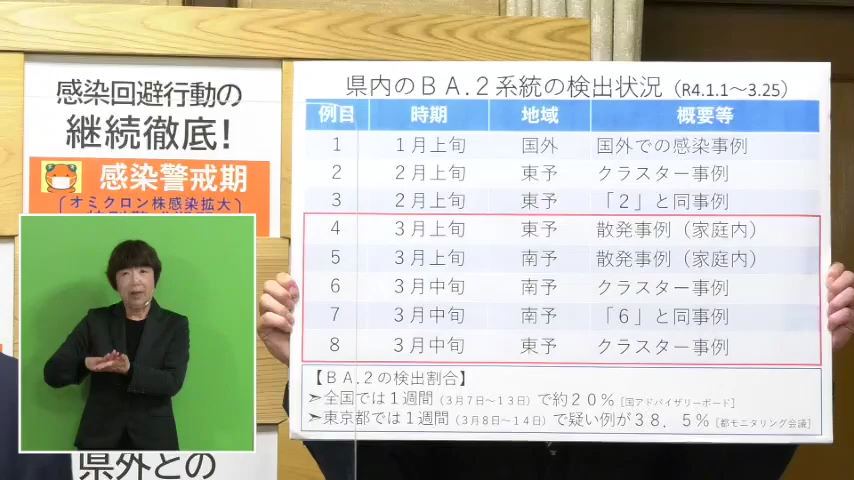 感染回避行動の
継続徹底!
感染警戒期
〔オミクロン株感染拡大〕
県外との
県内のBA.2系統の検出状況（R4.1.1～3.25）
例目 時期 地域 概要等
1 1月上旬 国外 国外での感染事例
2 2月上旬 東予 クラスター事例
3 2月上旬 東予 「2」と同事例
4 3月上旬 東予 散発事例（家庭内）
5 3月上旬 南予 散発事例（家庭内）
6 3月中旬 南予 クラスター事例
7 3月中旬 南予 「6」と同事例
8 3月中旬 東予 クラスター事例
【BA.2の検出割合】
➢全国では1週間（3月7日～13日）で約20%［国アドバイザリーボード］
➢東京都では1週間（3月8日～14日）で疑い例が38.5%［都モニタリング会議］